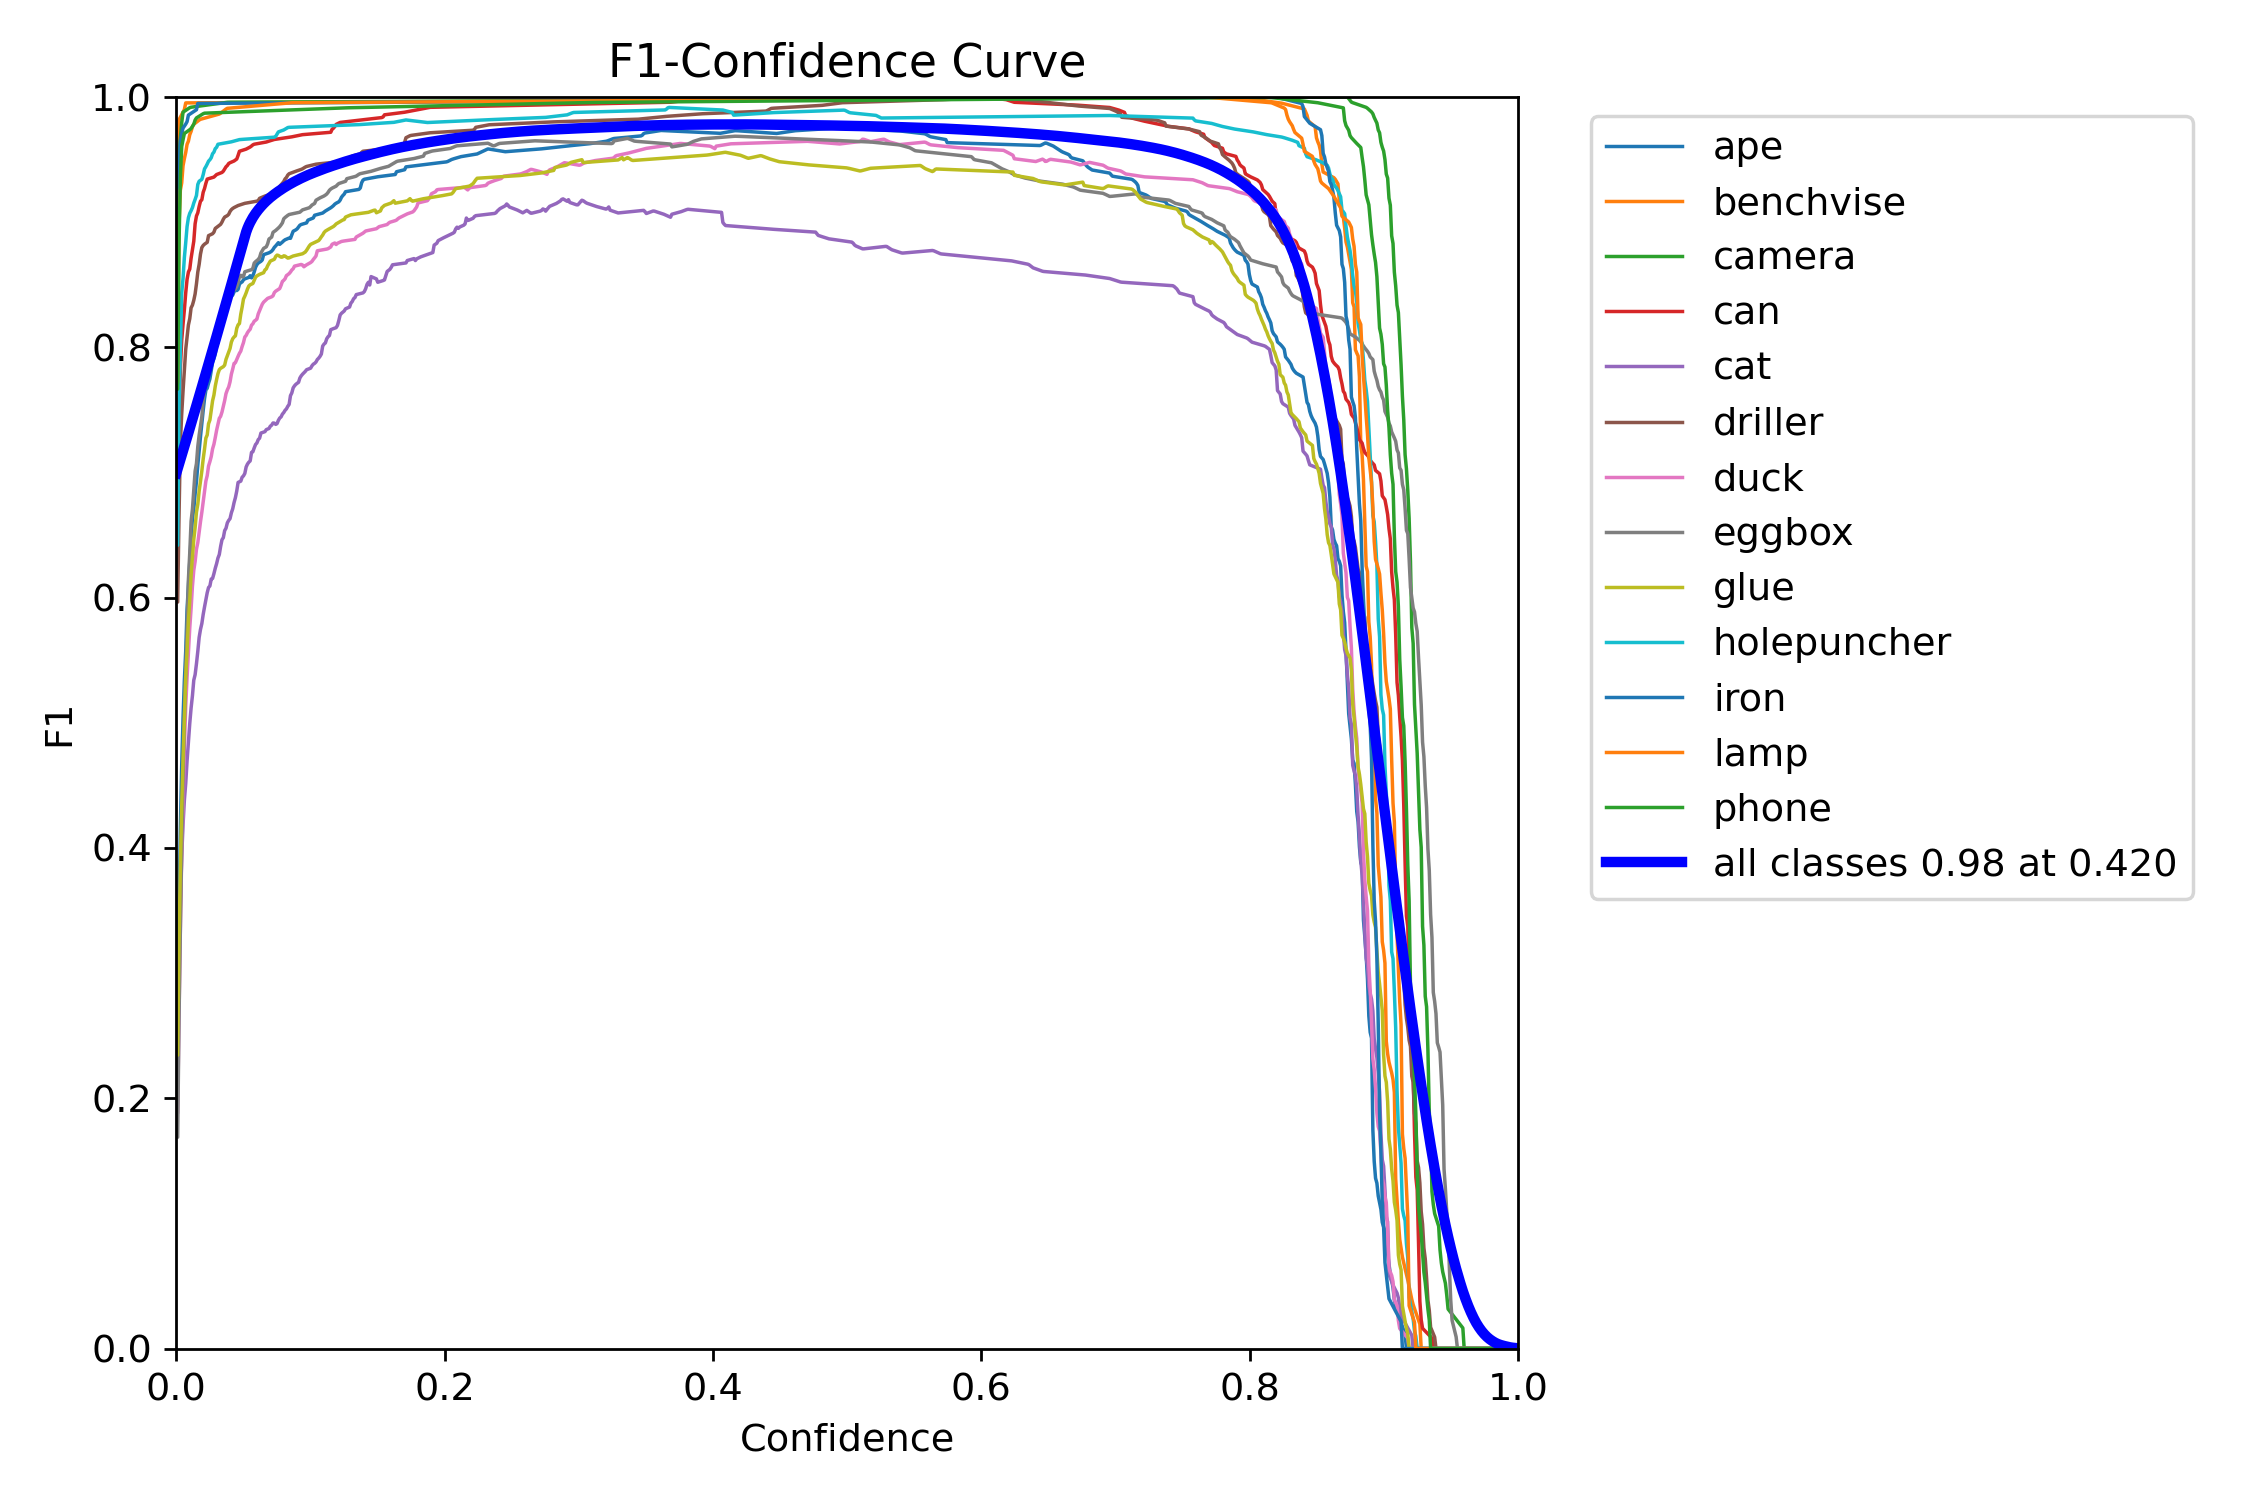 F1-Confidence Curve
1.0
0.8
0.6
0.4
0.2
0.0
F1
0.0 0.2 0.4 0.6 0.8 1.0
Confidence
ape
benchvise
camera
can
cat
driller
duck
eggbox
glue
holepuncher
iron
lamp
phone
all classes 0.98 at 0.420